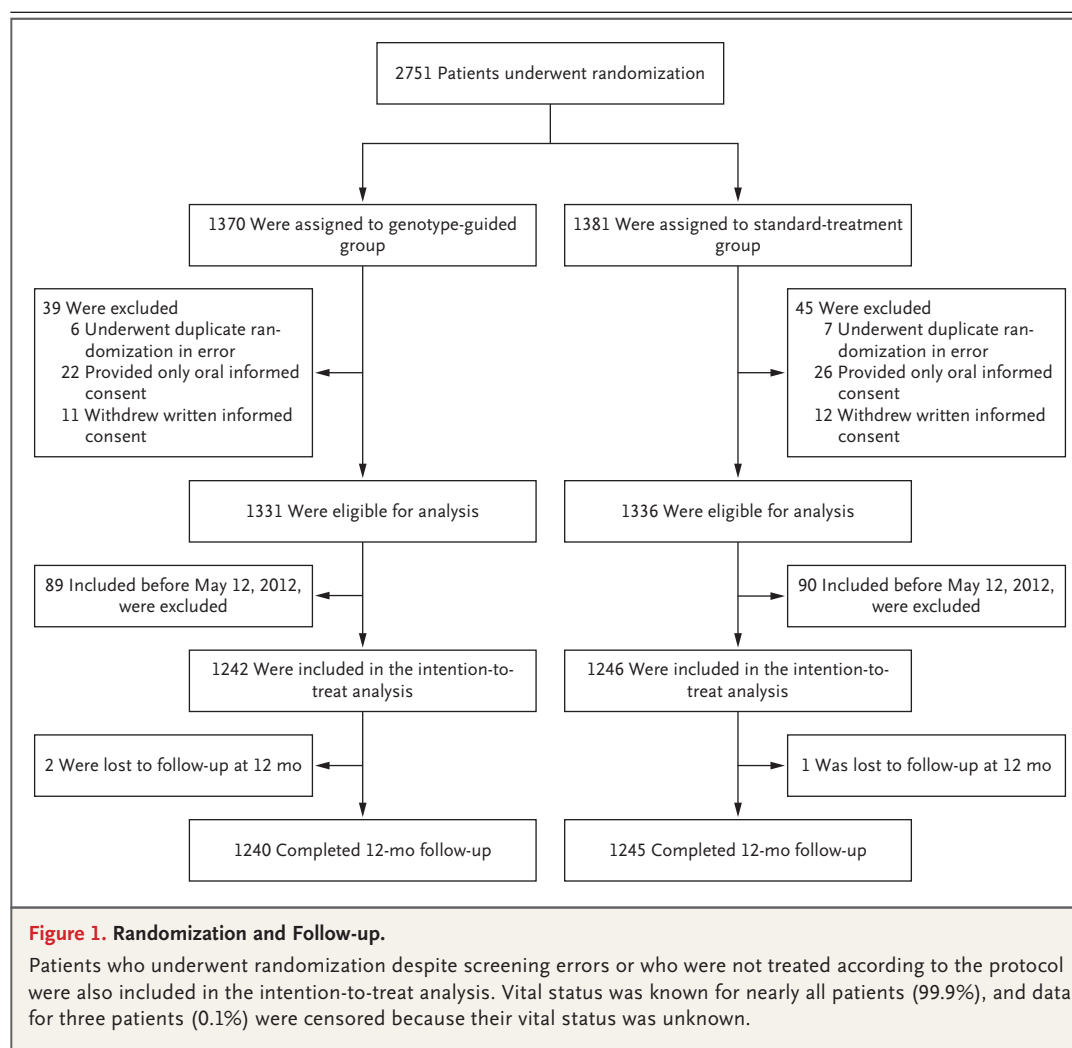 2751 Patients underwent randomization
1370 Were assigned to genotype-guided
group
1381 Were assigned to standard-treatment
group
39 Were excluded
6 Underwent duplicate ran-
domization in error
22 Provided only oral informed
consent
11 Withdrew written informed
consent
45 Were excluded
7 Underwent duplicate ran-
domization in error
26 Provided only oral informed
consent
12 Withdrew written informed
consent
1331 Were eligible for analysis
1336 Were eligible for analysis
89 Included before May 12, 2012,
were excluded
90 Included before May 12, 2012,
were excluded
1242 Were included in the intention-to-
treat analysis
1246 Were included in the intention-to-
treat analysis
2 Were lost to follow-up at 12 mo
1 Was lost to follow-up at 12 mo
1240 Completed 12-mo follow-up
1245 Completed 12-mo follow-up
Figure 1. Randomization and Follow-up.
Patients who underwent randomization despite screening errors or who were not treated according to the protocol
were also included in the intention-to-treat analysis. Vital status was known for nearly all patients (99.9%), and data
for three patients (0.1%) were censored because their vital status was unknown.